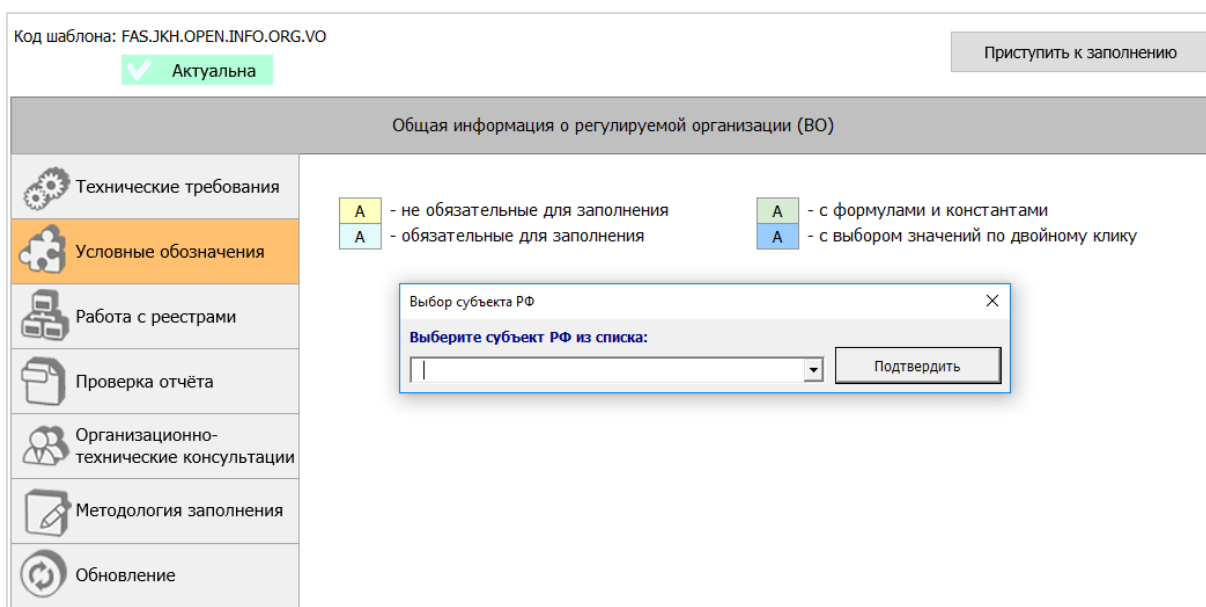 Код шаблона: FAS.JKH.OPEN.INFO.ORG.VO
Актуальна
Приступить к заполнению
Общая информация о регулируемой организации (ВО)
Технические требования
Условные обозначения
Работа с реестрами
Проверка отчёта
Организационно-
технические консультации
Методология заполнения
Обновление
А - не обязательные для заполнения
А - обязательные для заполнения
А - с формулами и константами
А - с выбором значений по двойному клику
Выбор субъекта РФ
Выберите субъект РФ из списка:
Подтвердить